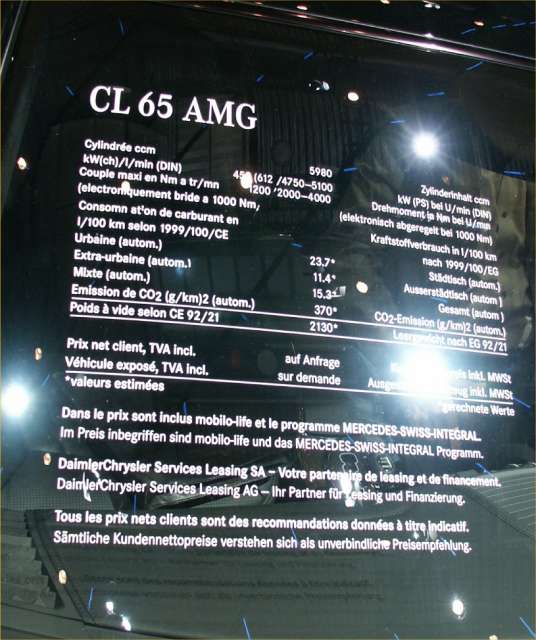 CL 65 AMG
Cylindrée ccm 5980 Zylinderinhalt ccm
kW(ch)/l/min (DIN) (612 /4750–5100 kW (PS) bei U/min (DIN)
Couple maxi en Nm a tr/mn /2000–4000 Drehmoment je Nm bei U/min
(electroniquement bride a 1000 Nm) (elektronisch abgeregelt bei 1000 Nm)
Consommation de carburant en Kraftstoffverbrauch in l/100 km
l/100 km selon 1999/100/CE nach 1999/100/EG
Urbaine (autom.) 23,7* Städtisch (autom.)
Extra-urbaine (autom.) 11.4* Ausserstädtisch (autom.)
Mixte (autom.) 15.3* Gesamt (autom.)
Emission de CO2 (g/km)2 (autom.) 370* CO2-Emission (g/km)2 (autom.)
Poids à vide selon CE 92/21 2130* Leergewicht nach EG 92/21
Prix net client, TVA incl. auf Anfrage inkl. MWSt
Véhicule exposé, TVA incl. sur demande inkl. MWSt
*valeurs estimées *gerechnete Werte
Dans le prix sont inclus mobilo-life et le programme MERCEDES-SWISS-INTEGRAL.
Im Preis inbegriffen sind mobilo-life und das MERCEDES-SWISS-INTEGRAL Programm.
DaimlerChrysler Services Leasing SA – Votre partenaire de leasing et de financement.
DaimlerChrysler Services Leasing AG – Ihr Partner für Leasing und Finanzierung.
Tous les prix nets clients sont des recommandations données à titre indicatif.
Sämtliche Kundennettopreise verstehen sich als unverbindliche Preisempfehlung.